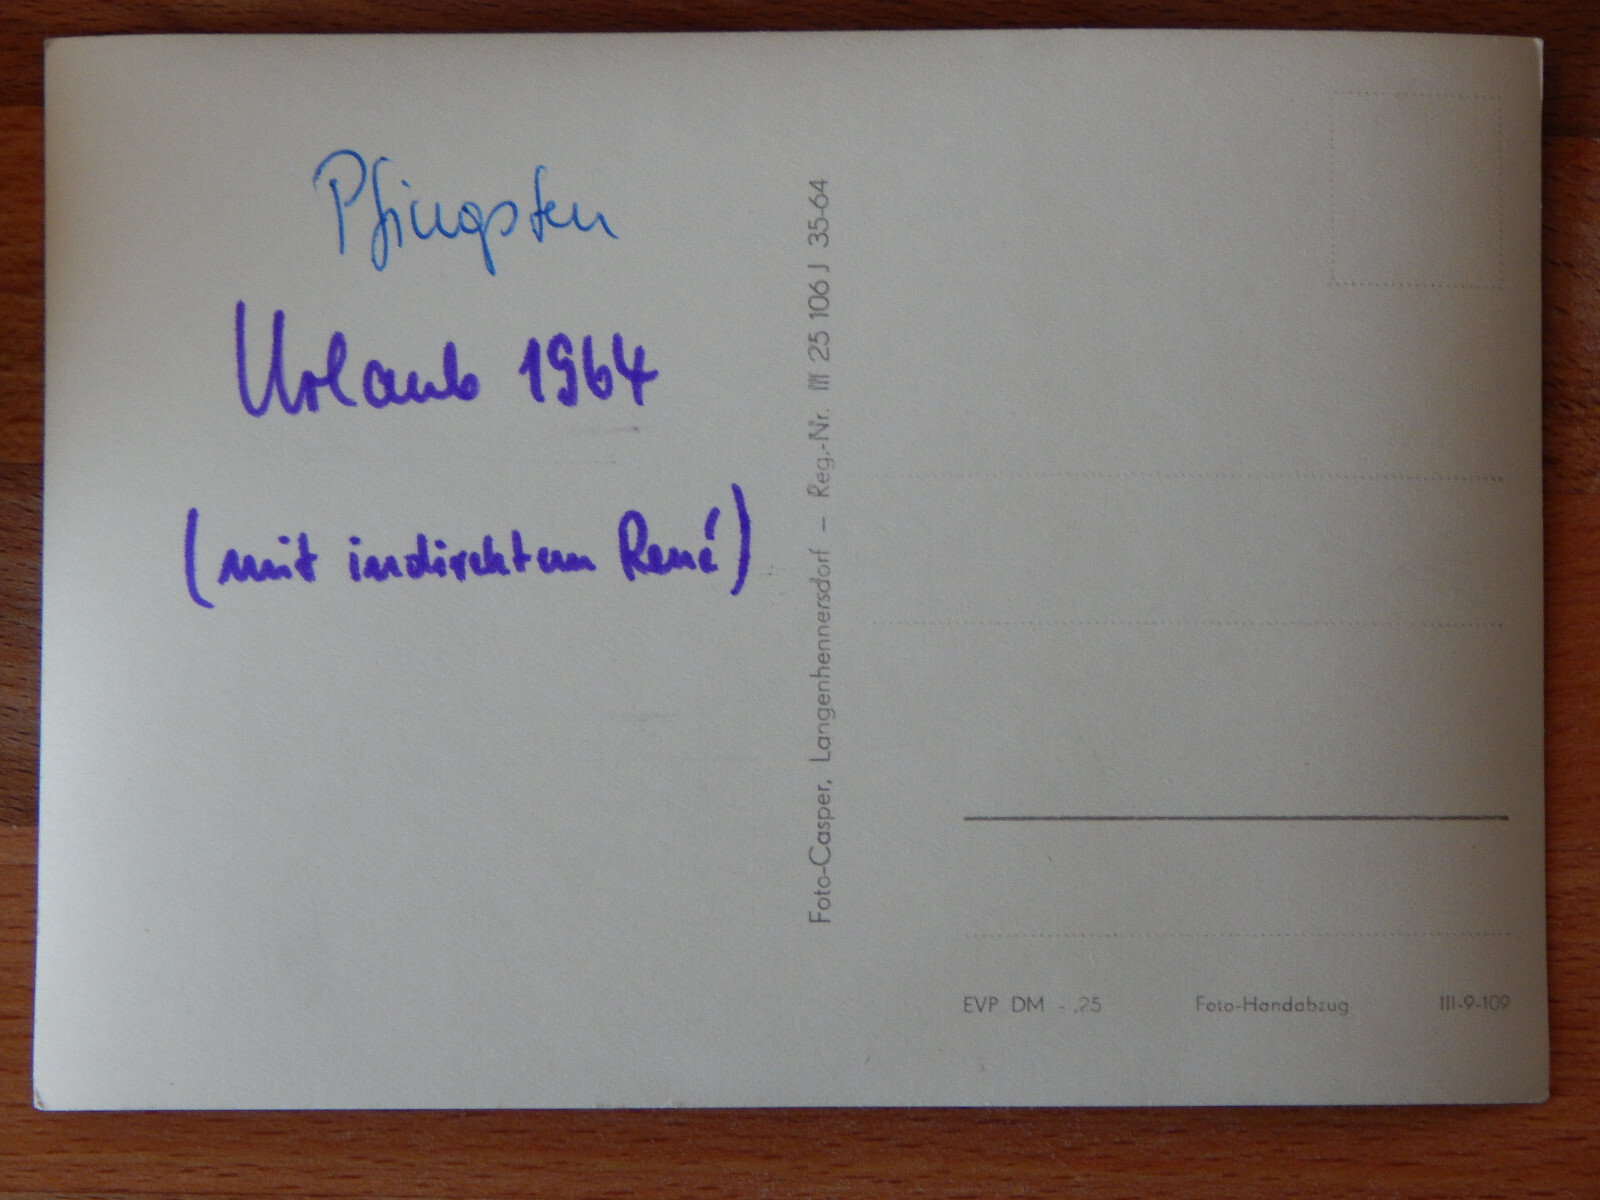 Pfingsten
Urlaub 1964
(mit indirektem René)
Foto-Casper, Langenhennersdorf – Reg.-Nr. III 25 106 J 35-64
EVP DM -.25 Foto-Handabzug III-9-109